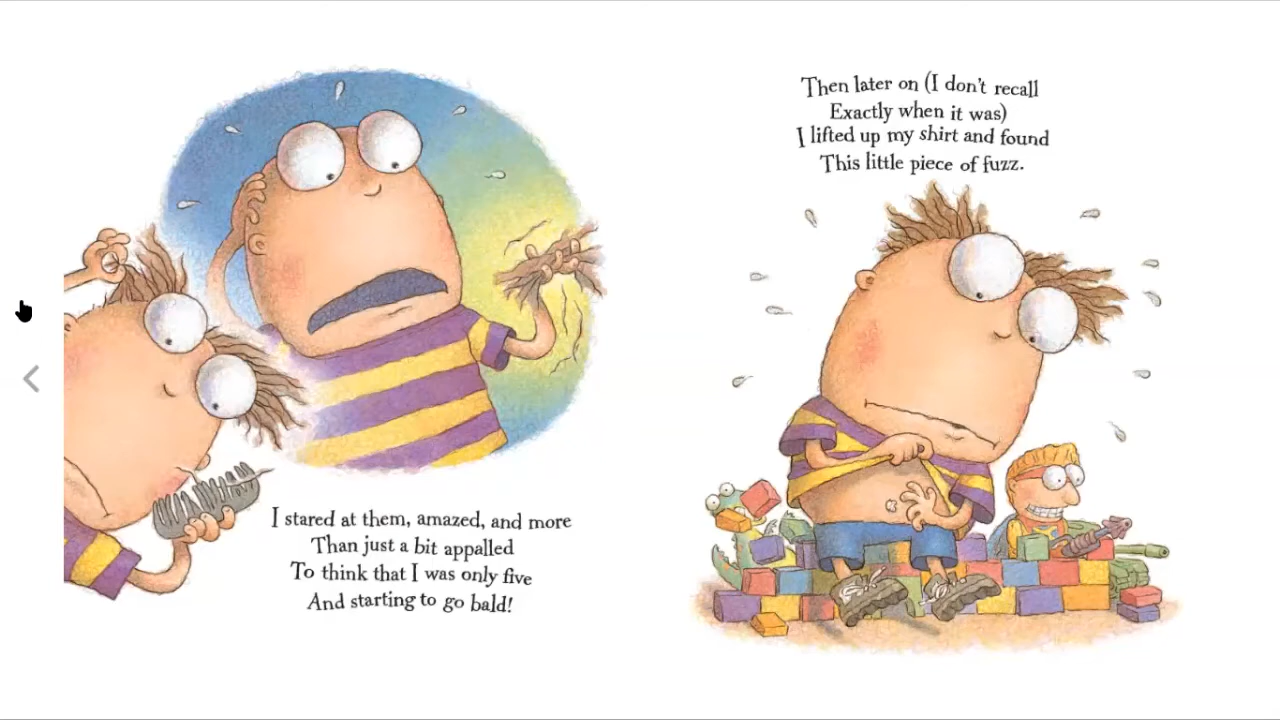 I stared at them, amazed, and more
Than just a bit appalled
To think that I was only five
And starting to go bald!
Then later on (I don't recall
Exactly when it was)
I lifted up my shirt and found
This little piece of fuzz.